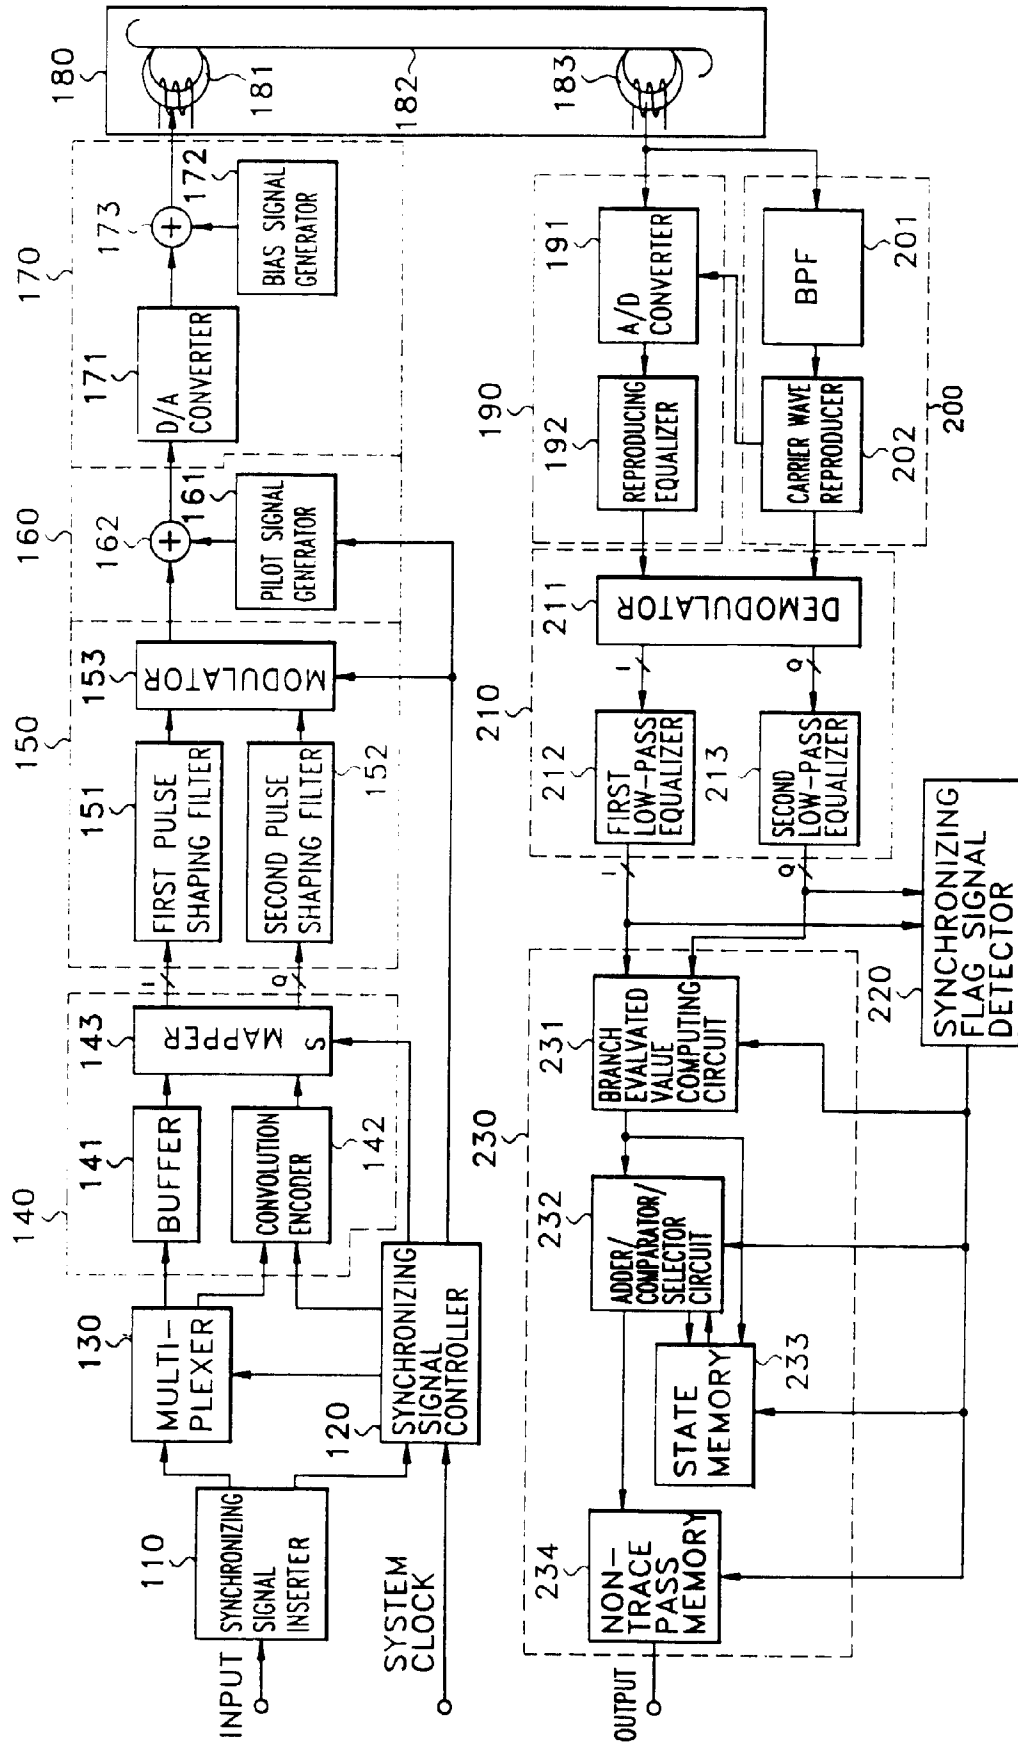 INPUT
110
SYNCHRONIZING
SIGNAL
INSERTER
SYSTEM
CLOCK
120
SYNCHRONIZING
SIGNAL
CONTROLLER
130
MULTI-
PLEXER
140
141
BUFFER
CONVOLUTION
ENCODER
142
143
MAPPER
S
I
Q
150
151
FIRST PULSE
SHAPING FILTER
SECOND PULSE
SHAPING FILTER
152
153
MODULATOR
160
162
161
PILOT SIGNAL
GENERATOR
170
171
D/A
CONVERTER
173
172
BIAS SIGNAL
GENERATOR
180
181
182
183
190
191
A/D
CONVERTER
192
REPRODUCING
EQUALIZER
BPF
201
CARRIER WAVE
REPRODUCER
202
200
210
211
DEMODULATOR
I
Q
212
FIRST
LOW-PASS
EQUALIZER
213
SECOND
LOW-PASS
EQUALIZER
I
Q
220
SYNCHRONIZING
FLAG SIGNAL
DETECTOR
230
231
BRANCH
EVALVATED
VALUE
COMPUTING
CIRCUIT
232
ADDER/
COMPARATOR/
SELECTOR
CIRCUIT
STATE
MEMORY
233
234
NON-
TRACE
PASS
MEMORY
OUTPUT